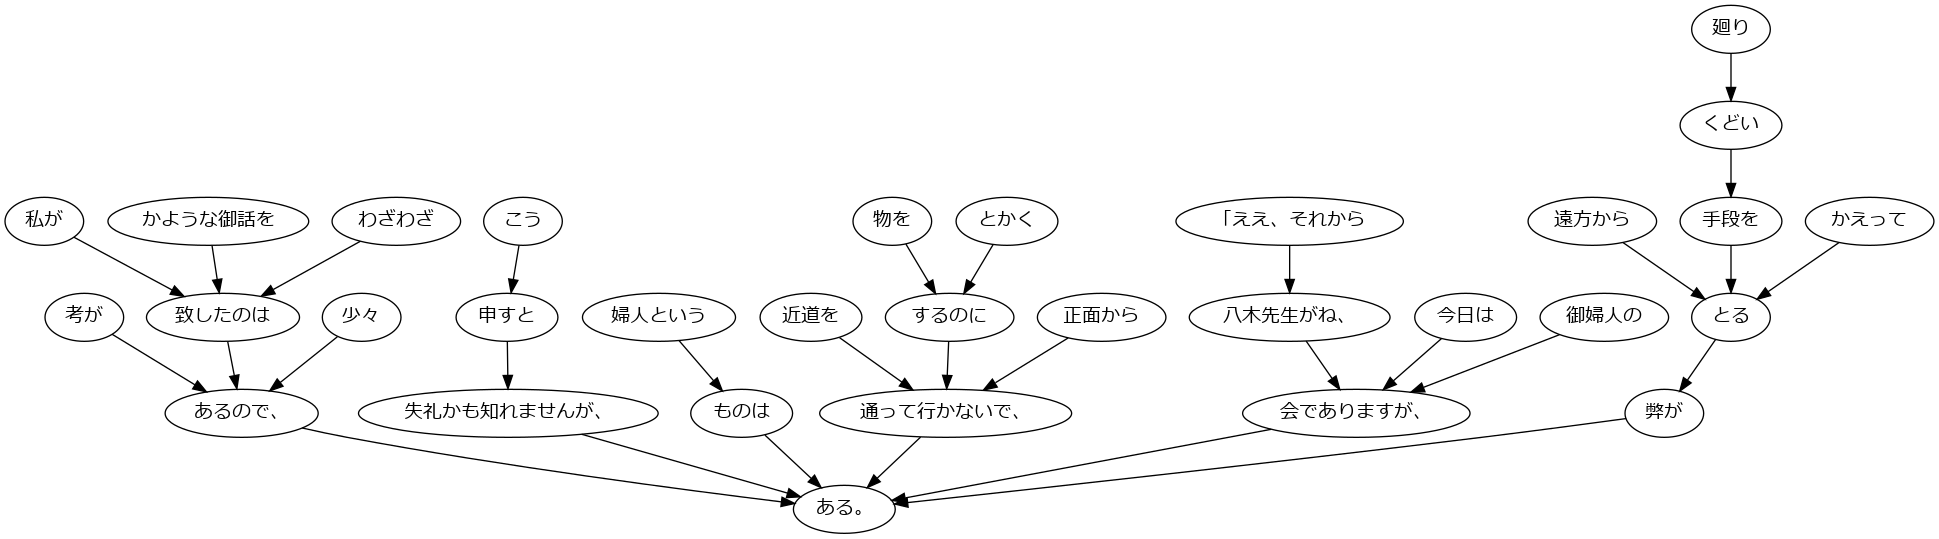 廻り
くどい
私が
かような御話を
わざわざ
こう
物を
とかく
「ええ、それから
遠方から
手段を
かえって
考が
致したのは
少々
申すと
婦人という
近道を
するのに
正面から
八木先生がね、
今日は
御婦人の
とる
あるので、
失礼かも知れませんが、
ものは
通って行かないで、
会でありますが、
弊が
ある。